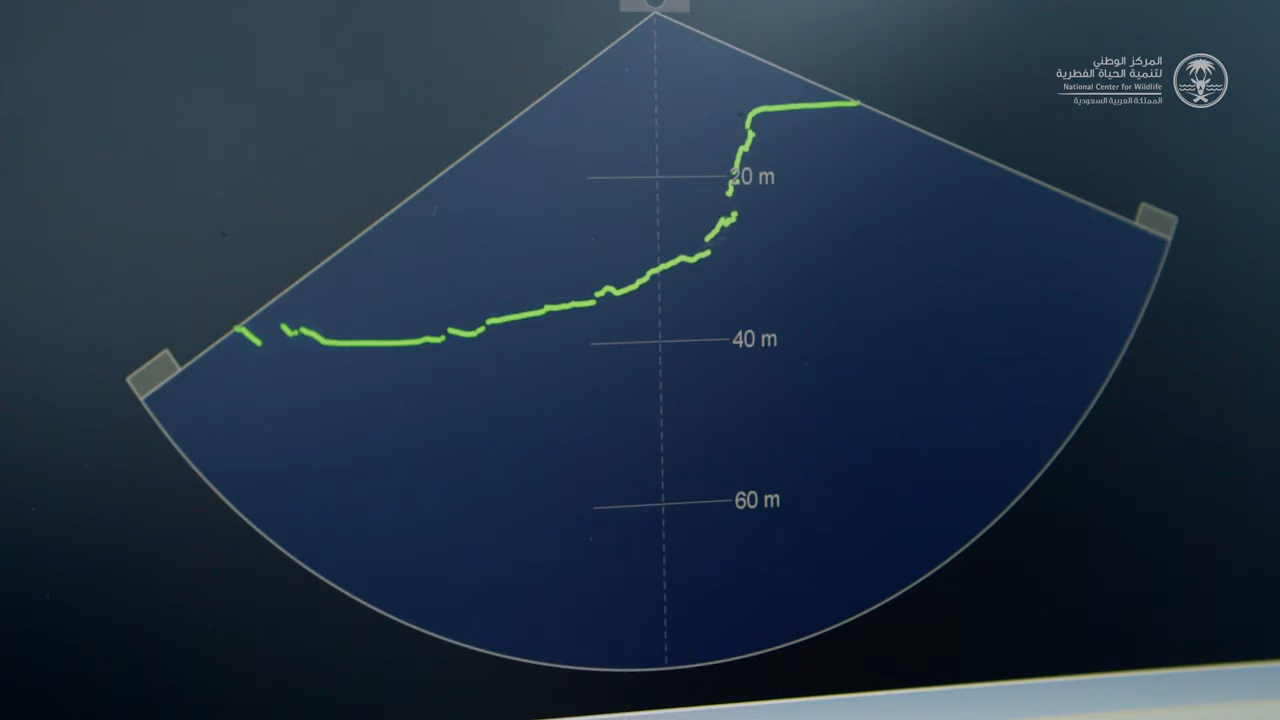 المركز الوطني
لتنمية الحياة الفطرية
National Center for Wildlife
المملكة العربية السعودية
20 m
40 m
60 m